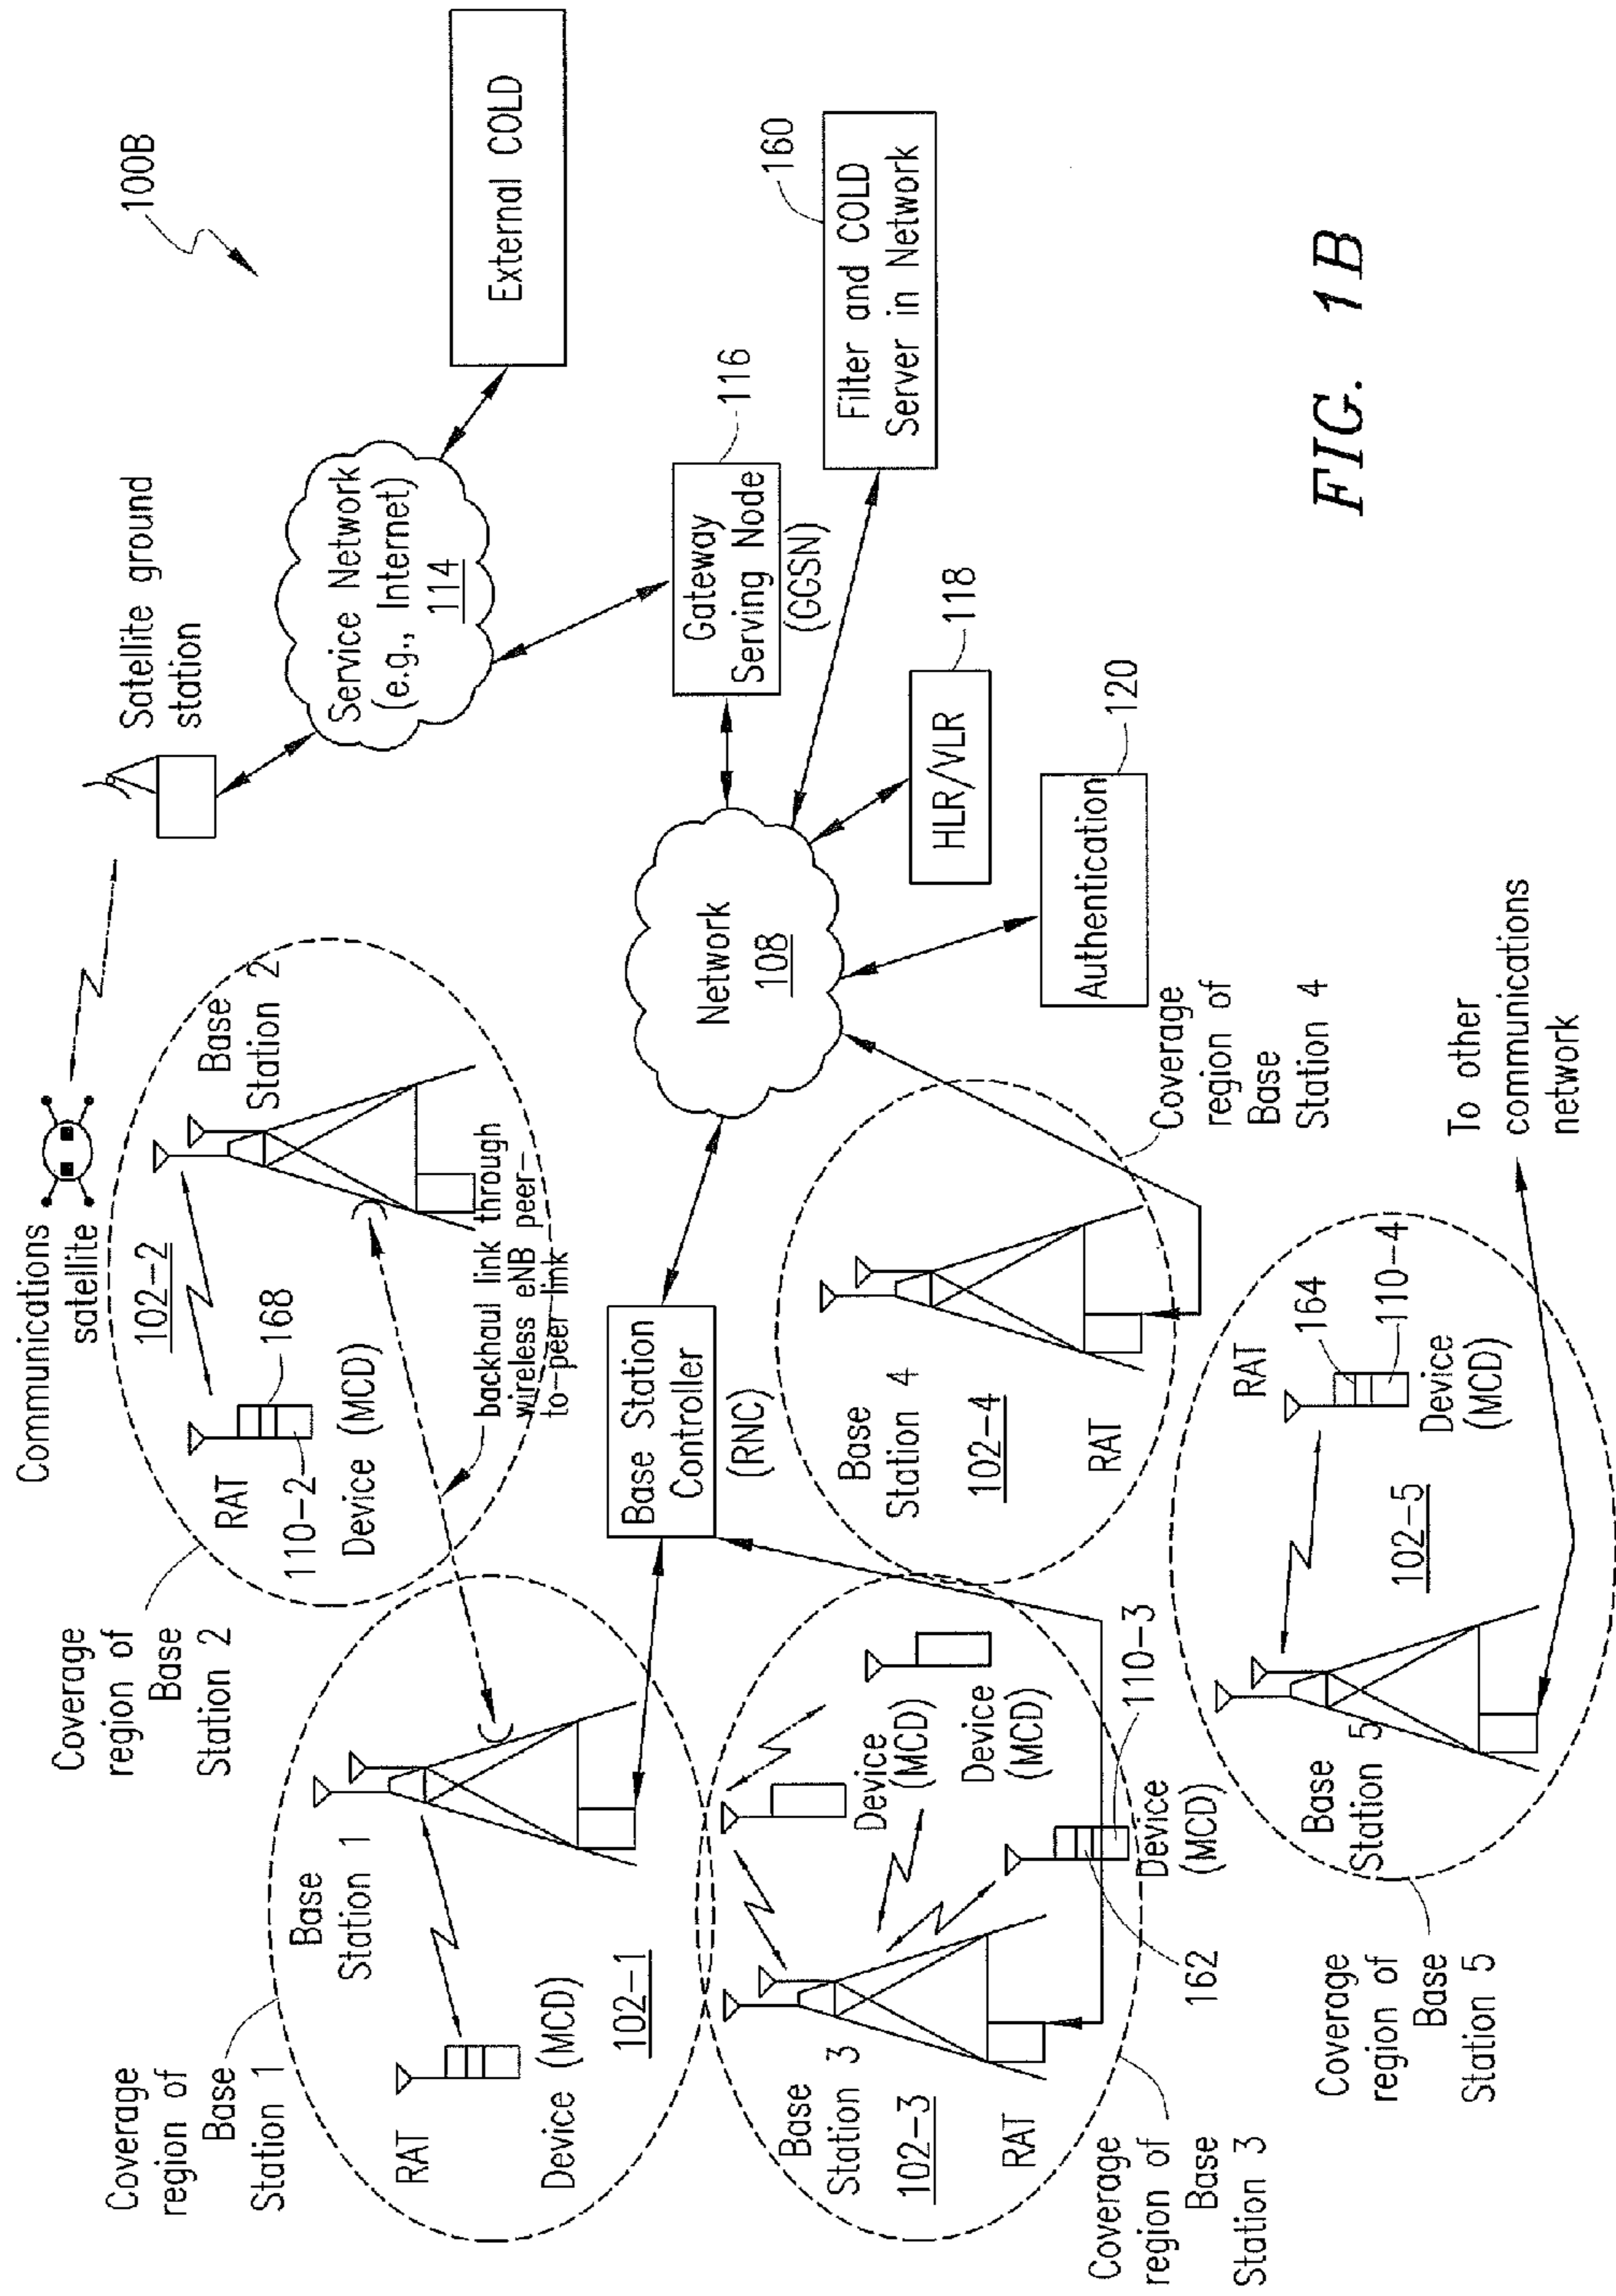 100B
Communications
satellite
Satellite ground
station
Service Network
(e.g., Internet)
114
External COLD
Coverage
region of
Base
Station 2
102-2
Base
Station 2
RAT
168
110-2
Device (MCD)
backhaul link through
wireless eNB peer-
to-peer link
Gateway
Serving Node
(GGSN)
116
Filter and COLD
Server in Network
160
HLR/VLR
118
Authentication
120
Network
108
Base Station
Controller
(RNC)
Coverage
region of
Base
Station 1
Base
Station 1
RAT
Device (MCD)
102-1
Base
Station 4
102-4
RAT
Coverage
region of
Base
Station 4
Device
(MCD)
Device
(MCD)
110-3
Device
(MCD)
162
Base
Station 3
102-3
RAT
Coverage
region of
Base
Station 3
RAT
164
110-4
Device
(MCD)
102-5
Base
Station 5
Coverage
region of
Base
Station 5
To other
communications
network
FIG. 1B